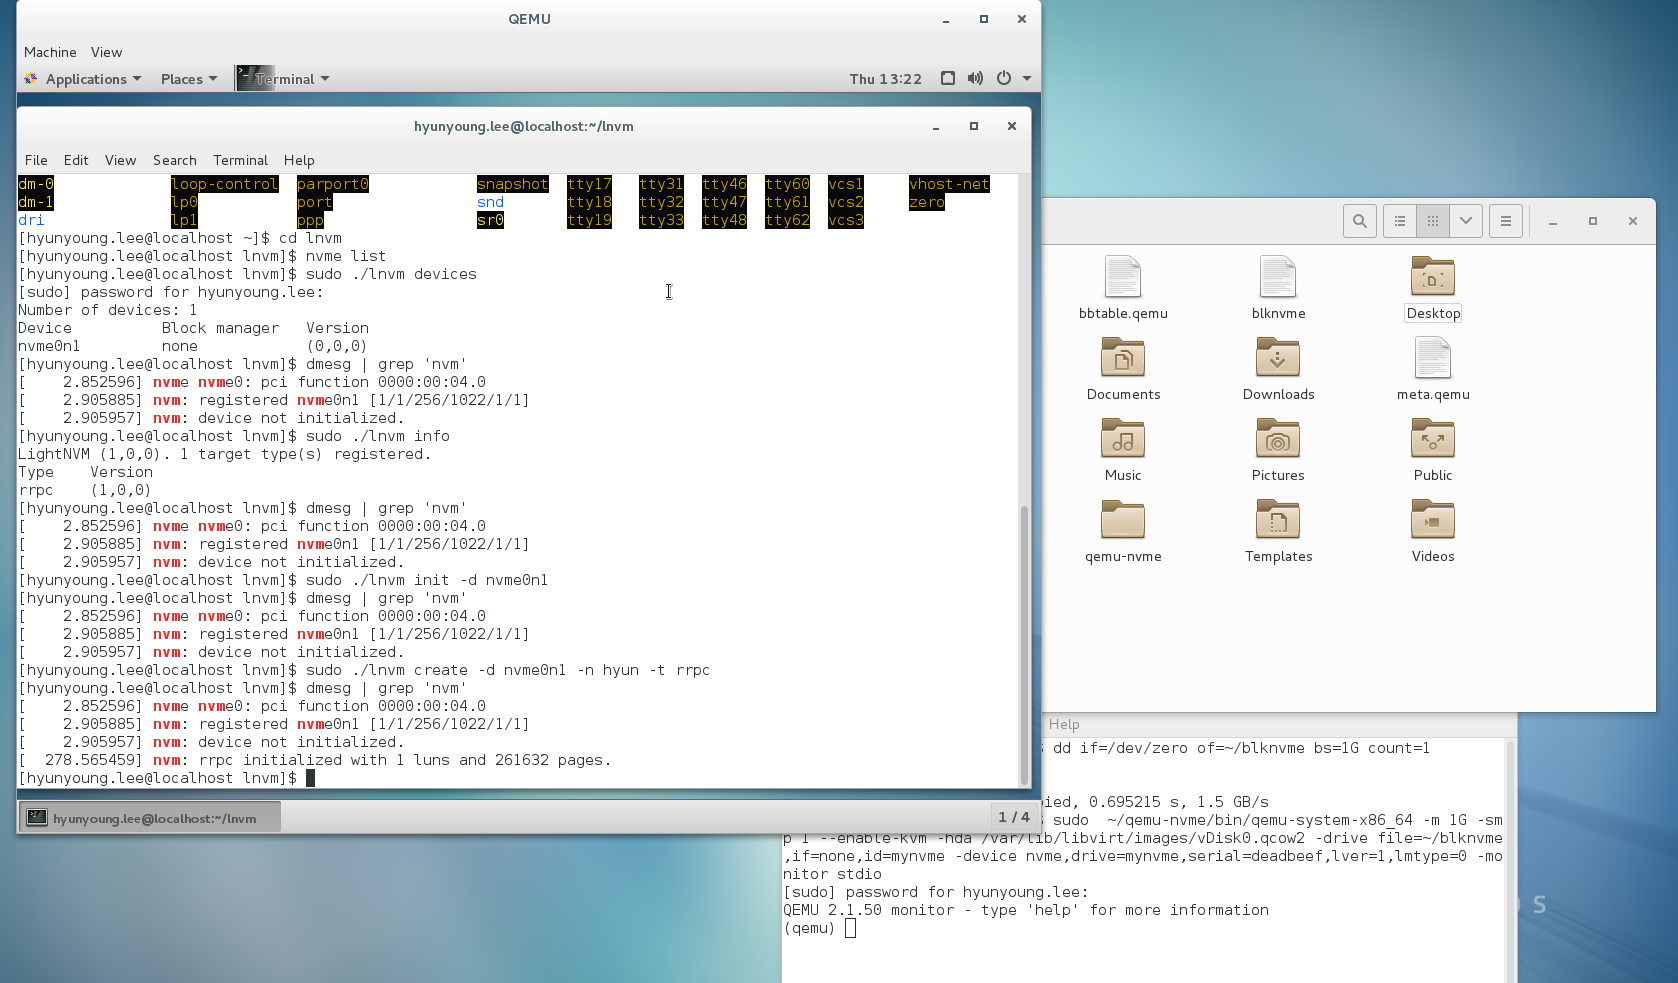 QEMU
Machine View
Applications Places Terminal Thu 13:22
hyunyoung.lee@localhost:~/lnvm
File Edit View Search Terminal Help
dm-0 loop-control parport0 snapshot tty17 tty31 tty46 tty60 vcs1 vhost-net
dm-1 lp0 port snd tty18 tty32 tty47 tty61 vcs2 zero
dri lp1 ppp sr0 tty19 tty33 tty48 tty62 vcs3
[hyunyoung.lee@localhost ~]$ cd lnvm
[hyunyoung.lee@localhost lnvm]$ nvme list
[hyunyoung.lee@localhost lnvm]$ sudo ./lnvm devices
[sudo] password for hyunyoung.lee:
Number of devices: 1
Device Block manager Version
nvme0n1 none (0,0,0)
[hyunyoung.lee@localhost lnvm]$ dmesg | grep 'nvm'
[ 2.852596] nvme nvme0: pci function 0000:00:04.0
[ 2.905885] nvm: registered nvme0n1 [1/1/256/1022/1/1]
[ 2.905957] nvm: device not initialized.
[hyunyoung.lee@localhost lnvm]$ sudo ./lnvm info
LightNVM (1,0,0). 1 target type(s) registered.
Type Version
rrpc (1,0,0)
[hyunyoung.lee@localhost lnvm]$ dmesg | grep 'nvm'
[ 2.852596] nvme nvme0: pci function 0000:00:04.0
[ 2.905885] nvm: registered nvme0n1 [1/1/256/1022/1/1]
[ 2.905957] nvm: device not initialized.
[hyunyoung.lee@localhost lnvm]$ sudo ./lnvm init -d nvme0n1
[hyunyoung.lee@localhost lnvm]$ dmesg | grep 'nvm'
[ 2.852596] nvme nvme0: pci function 0000:00:04.0
[ 2.905885] nvm: registered nvme0n1 [1/1/256/1022/1/1]
[ 2.905957] nvm: device not initialized.
[hyunyoung.lee@localhost lnvm]$ sudo ./lnvm create -d nvme0n1 -n hyun -t rrpc
[hyunyoung.lee@localhost lnvm]$ dmesg | grep 'nvm'
[ 2.852596] nvme nvme0: pci function 0000:00:04.0
[ 2.905885] nvm: registered nvme0n1 [1/1/256/1022/1/1]
[ 2.905957] nvm: device not initialized.
[ 278.565459] nvm: rrpc initialized with 1 luns and 261632 pages.
[hyunyoung.lee@localhost lnvm]$
hyunyoung.lee@localhost:~/lnvm 1 / 4
bbtable.qemu blknvme Desktop
Documents Downloads meta.qemu
Music Pictures Public
qemu-nvme Templates Videos
Help
dd if=/dev/zero of=~/blknvme bs=1G count=1
ied, 0.695215 s, 1.5 GB/s
sudo ~/qemu-nvme/bin/qemu-system-x86_64 -m 1G -sm
p 1 --enable-kvm -hda /var/lib/libvirt/images/vDisk0.qcow2 -drive file=~/blknvme
,if=none,id=mynvme -device nvme,drive=mynvme,serial=deadbeef,lver=1,lmtype=0 -mo
nitor stdio
[sudo] password for hyunyoung.lee:
QEMU 2.1.50 monitor - type 'help' for more information
(qemu)
S